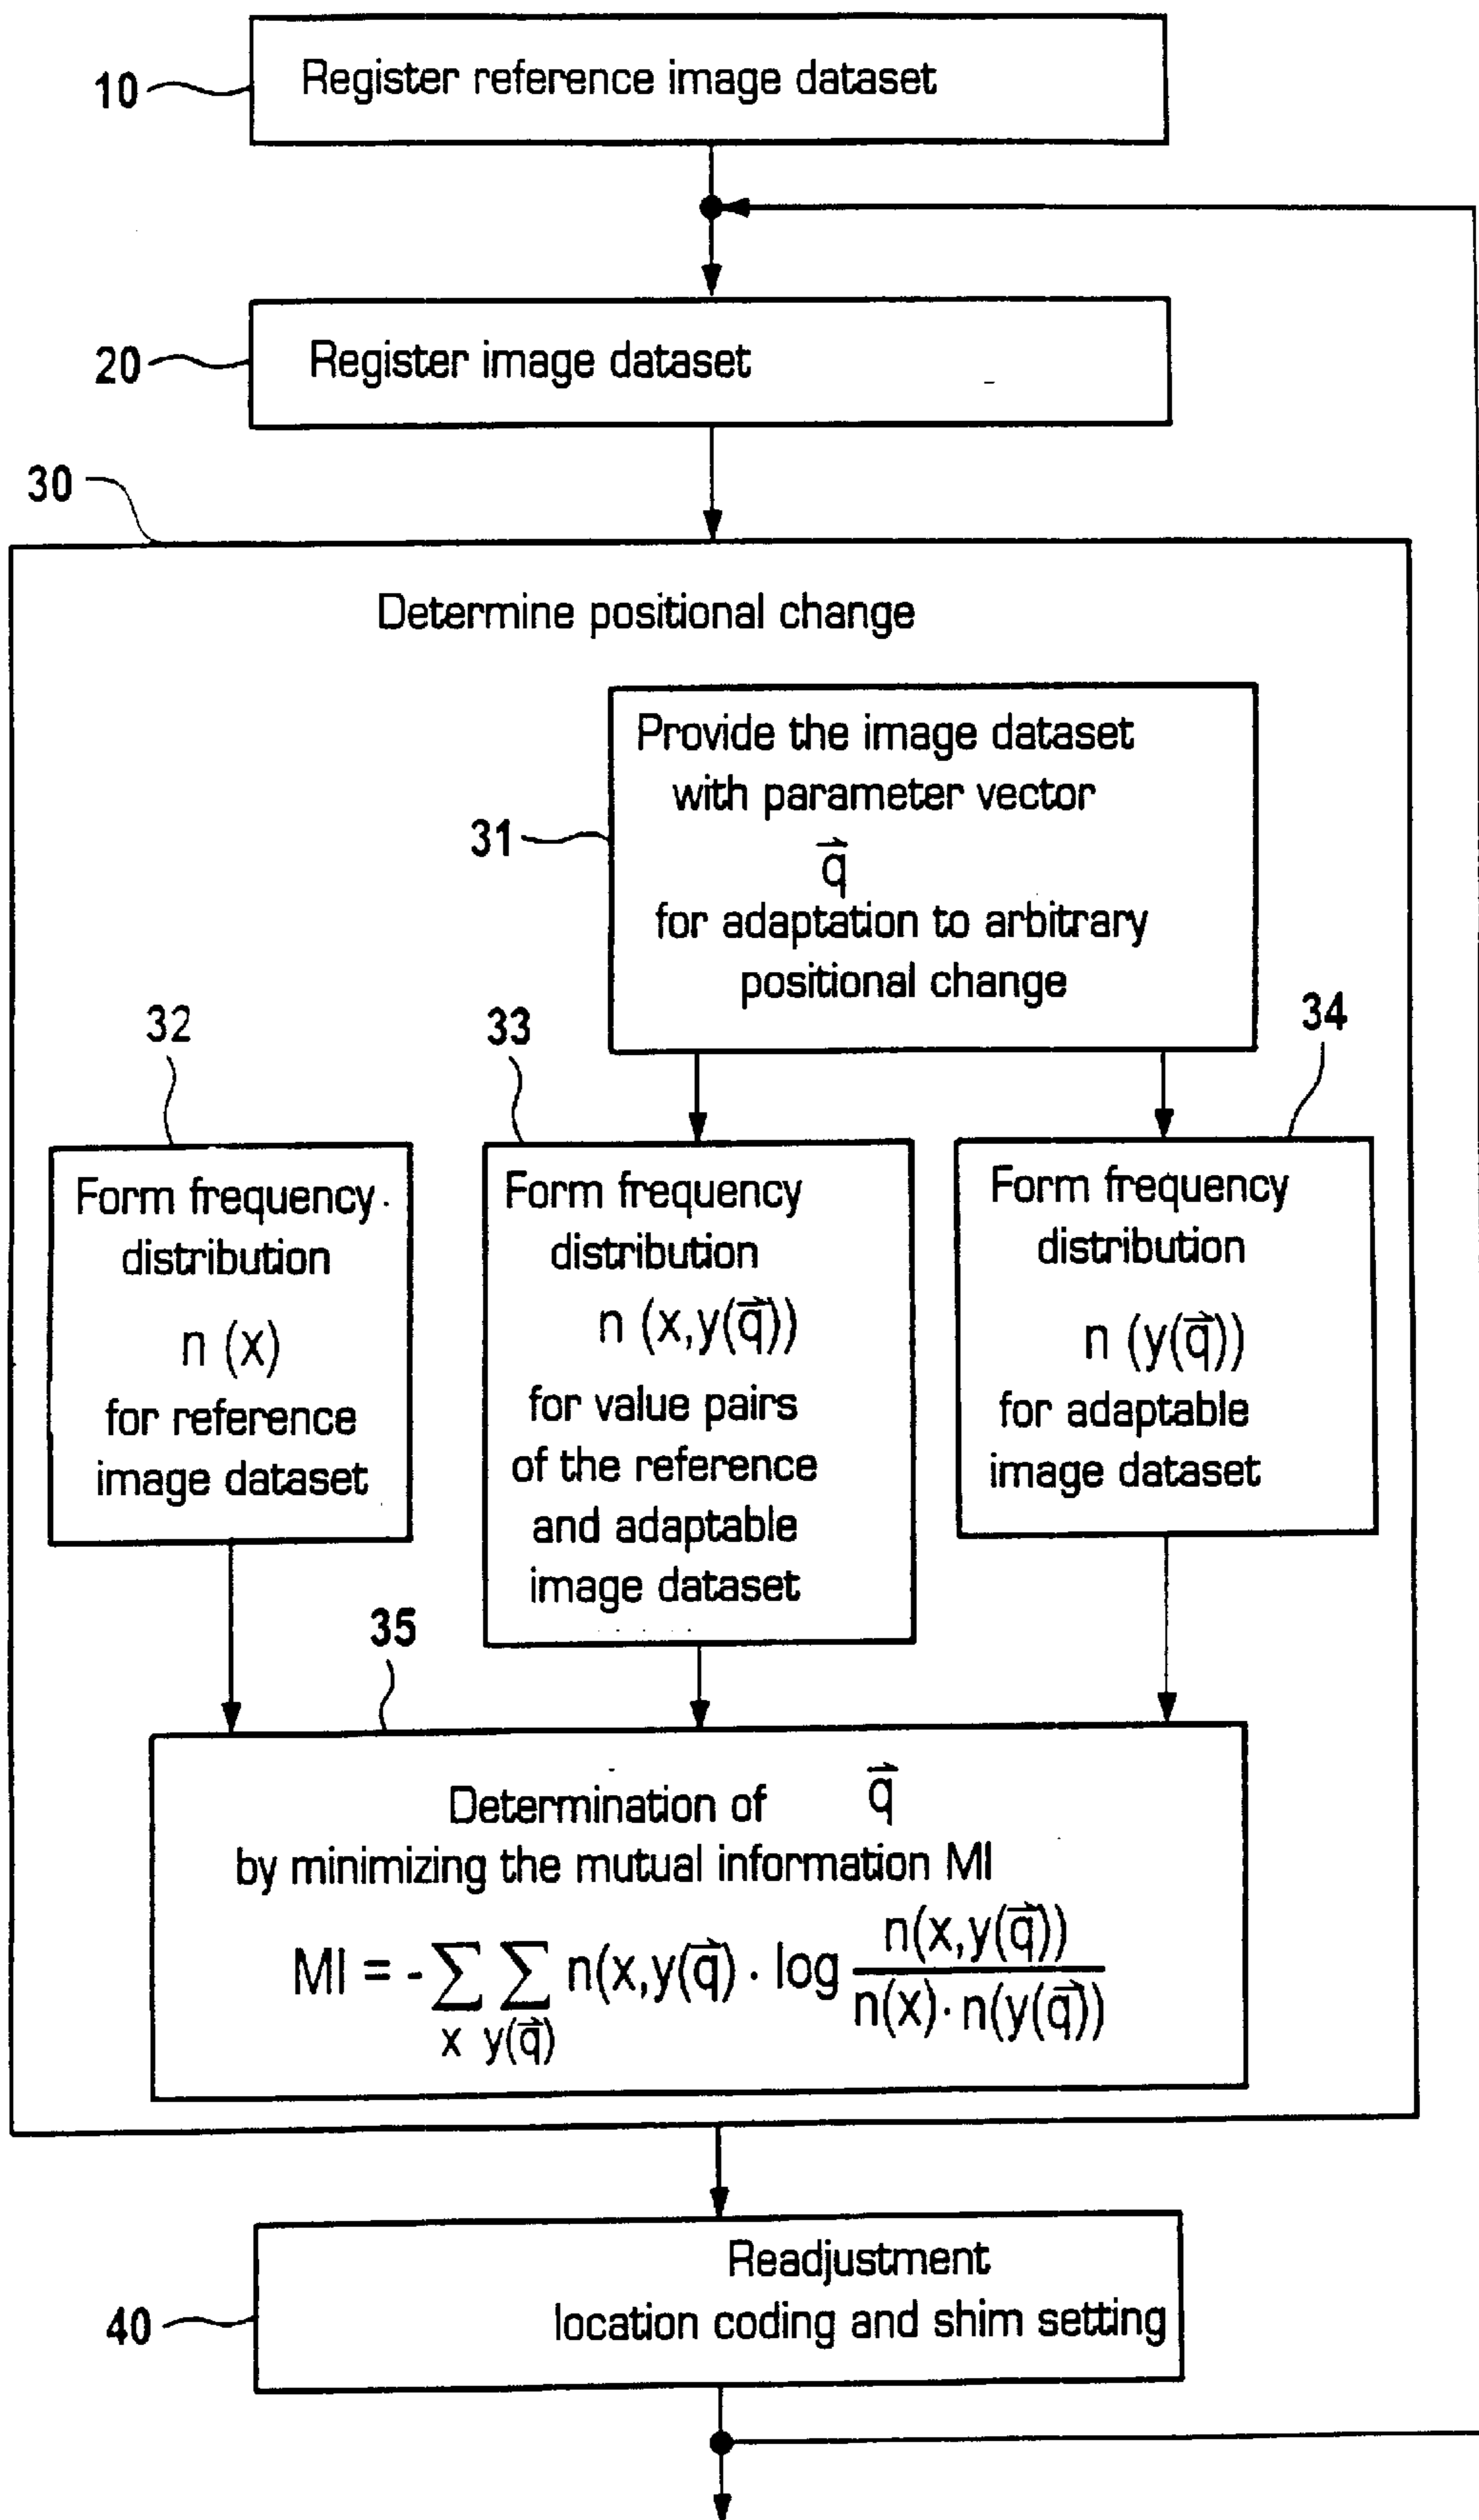 10
Register reference image dataset
20
Register image dataset
30
Determine positional change
31
Provide the image dataset
with parameter vector
q⃗
for adaptation to arbitrary
positional change
32
Form frequency
distribution
n (x)
for reference
image dataset
33
Form frequency
distribution
n (x,y(q⃗))
for value pairs
of the reference
and adaptable
image dataset
34
Form frequency
distribution
n (y(q⃗))
for adaptable
image dataset
35
Determination of q⃗
by minimizing the mutual information MI
MI = - ∑ ∑ n(x,y(q⃗) · log n(x,y(q⃗)) / n(x) · n(y(q⃗))
x y(q⃗)
40
Readjustment
location coding and shim setting